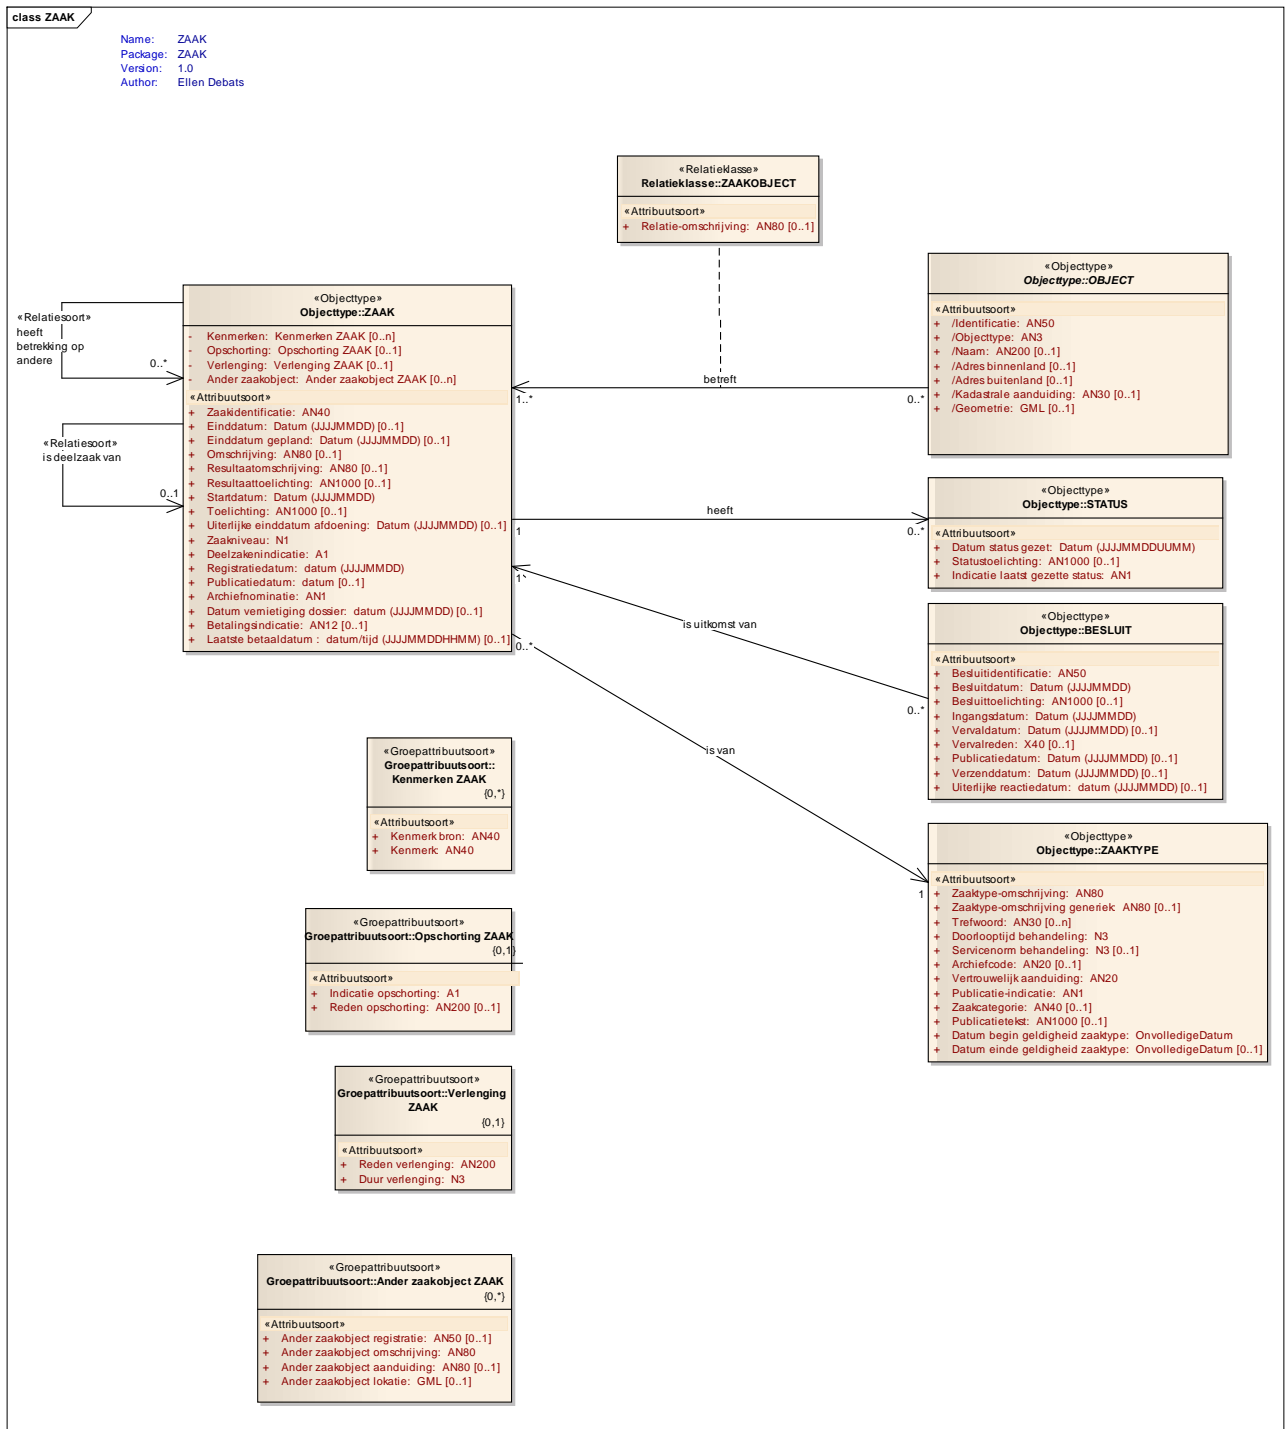 class ZAAK
Name: ZAAK
Package: ZAAK
Version: 1.0
Author: Ellen Debats
«Relatieklasse»
Relatieklasse::ZAAKOBJECT
«Attribuutsoort»
+ Relatie-omschrijving: AN80 [0..1]
«Objecttype»
Objecttype::OBJECT
«Attribuutsoort»
+ /Identificatie: AN50
+ /Objecttype: AN3
+ /Naam: AN200 [0..1]
+ /Adres binnenland [0..1]
+ /Adres buitenland [0..1]
+ /Kadastrale aanduiding: AN30 [0..1]
+ /Geometrie: GML [0..1]
«Objecttype»
Objecttype::ZAAK
- Kenmerken: Kenmerken ZAAK [0..n]
- Opschorting: Opschorting ZAAK [0..1]
- Verlenging: Verlenging ZAAK [0..1]
- Ander zaakobject: Ander zaakobject ZAAK [0..n]
«Attribuutsoort»
+ Zaakidentificatie: AN40
+ Einddatum: Datum (JJJJMMDD) [0..1]
+ Einddatum gepland: Datum (JJJJMMDD) [0..1]
+ Omschrijving: AN80 [0..1]
+ Resultaatomschrijving: AN80 [0..1]
+ Resultaattoelichting: AN1000 [0..1]
+ Startdatum: Datum (JJJJMMDD)
+ Toelichting: AN1000 [0..1]
+ Uiterlijke einddatum afdoening: Datum (JJJJMMDD) [0..1]
+ Zaakniveau: N1
+ Deelzakenindicatie: A1
+ Registratiedatum: datum (JJJJMMDD)
+ Publicatiedatum: datum [0..1]
+ Archiefnominatie: AN1
+ Datum vernietiging dossier: datum (JJJJMMDD) [0..1]
+ Betalingsindicatie: AN12 [0..1]
+ Laatste betaaldatum : datum/tijd (JJJJMMDDHHMM) [0..1]
«Relatiesoort»
heeft
betrekking op
andere
0..*
«Relatiesoort»
is deelzaak van
0..1
betreft
1..*
0..*
heeft
1
0..*
is uitkomst van
1
0..*
is van
0..*
1
«Objecttype»
Objecttype::STATUS
«Attribuutsoort»
+ Datum status gezet: Datum (JJJJMMDDUUMM)
+ Statustoelichting: AN1000 [0..1]
+ Indicatie laatst gezette status: AN1
«Objecttype»
Objecttype::BESLUIT
«Attribuutsoort»
+ Besluitidentificatie: AN50
+ Besluitdatum: Datum (JJJJMMDD)
+ Besluittoelichting: AN1000 [0..1]
+ Ingangsdatum: Datum (JJJJMMDD)
+ Vervaldatum: Datum (JJJJMMDD) [0..1]
+ Vervalreden: X40 [0..1]
+ Publicatiedatum: Datum (JJJJMMDD) [0..1]
+ Verzenddatum: Datum (JJJJMMDD) [0..1]
+ Uiterlijke reactiedatum: datum (JJJJMMDD) [0..1]
«Objecttype»
Objecttype::ZAAKTYPE
«Attribuutsoort»
+ Zaaktype-omschrijving: AN80
+ Zaaktype-omschrijving generiek: AN80 [0..1]
+ Trefwoord: AN30 [0..n]
+ Doorlooptijd behandeling: N3
+ Servicenorm behandeling: N3 [0..1]
+ Archiefcode: AN20 [0..1]
+ Vertrouwelijk aanduiding: AN20
+ Publicatie-indicatie: AN1
+ Zaakcategorie: AN40 [0..1]
+ Publicatietekst: AN1000 [0..1]
+ Datum begin geldigheid zaaktype: OnvolledigeDatum
+ Datum einde geldigheid zaaktype: OnvolledigeDatum [0..1]
«Groepattribuutsoort»
Groepattribuutsoort::
Kenmerken ZAAK
{0,*}
«Attribuutsoort»
+ Kenmerk bron: AN40
+ Kenmerk: AN40
«Groepattribuutsoort»
Groepattribuutsoort::Opschorting ZAAK
{0,1}
«Attribuutsoort»
+ Indicatie opschorting: A1
+ Reden opschorting: AN200 [0..1]
«Groepattribuutsoort»
Groepattribuutsoort::Verlenging
ZAAK
{0,1}
«Attribuutsoort»
+ Reden verlenging: AN200
+ Duur verlenging: N3
«Groepattribuutsoort»
Groepattribuutsoort::Ander zaakobject ZAAK
{0,*}
«Attribuutsoort»
+ Ander zaakobject registratie: AN50 [0..1]
+ Ander zaakobject omschrijving: AN80
+ Ander zaakobject aanduiding: AN80 [0..1]
+ Ander zaakobject lokatie: GML [0..1]